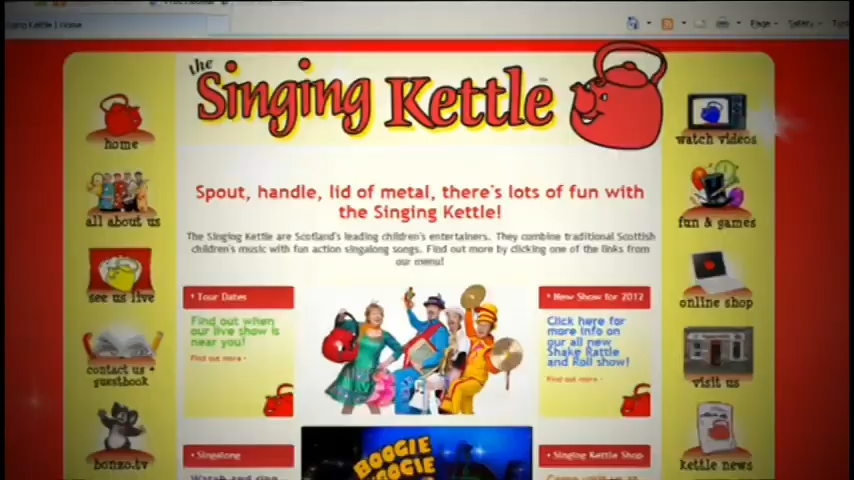 Page
Safety
the
Singing Kettle
home
all about us
see us live
contact us +
guestbook
bonzo.tv
Spout, handle, lid of metal, there's lots of fun with
the Singing Kettle!
The Singing Kettle are Scotland's leading children's entertainers. They combine traditional Scottish
children's music with fun action singalong songs. Find out more by clicking one of the links from
our menu!
Tour Dates
Find out when
our live show is
near you!
Find out more
Singalong
BOOGIE
New Show for 2012
Click here for
more info on
our all new
Shake Rattle
and Roll show!
Find out more
Singing Kettle Shop
watch videos
fun & games
online shop
visit us
kettle news